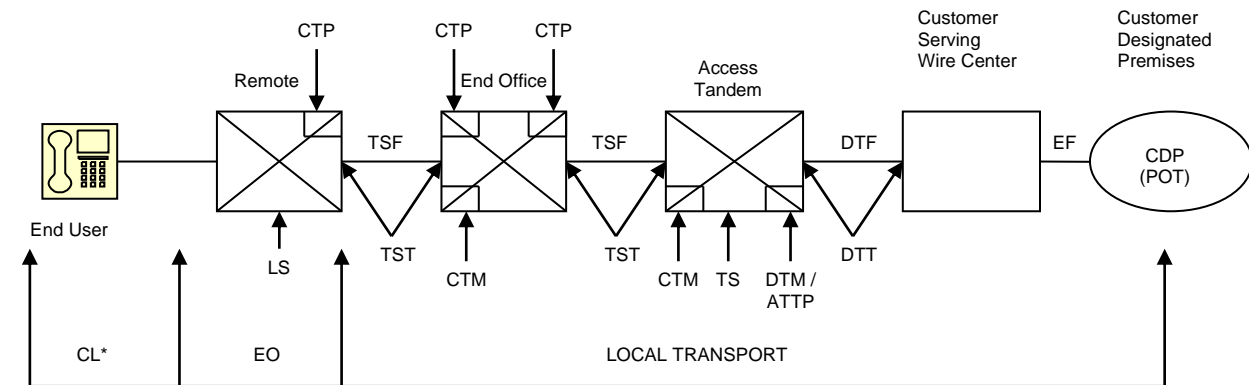 Customer
Serving
Wire Center
Customer
Designated
Premises
CTP
CTP
CTP
Remote
End Office
Access
Tandem
TSF
TSF
DTF
EF
CDP
(POT)
End User
LS
TST
CTM
TST
CTM
TS
DTM /
ATTP
DTT
CL*
EO
LOCAL TRANSPORT